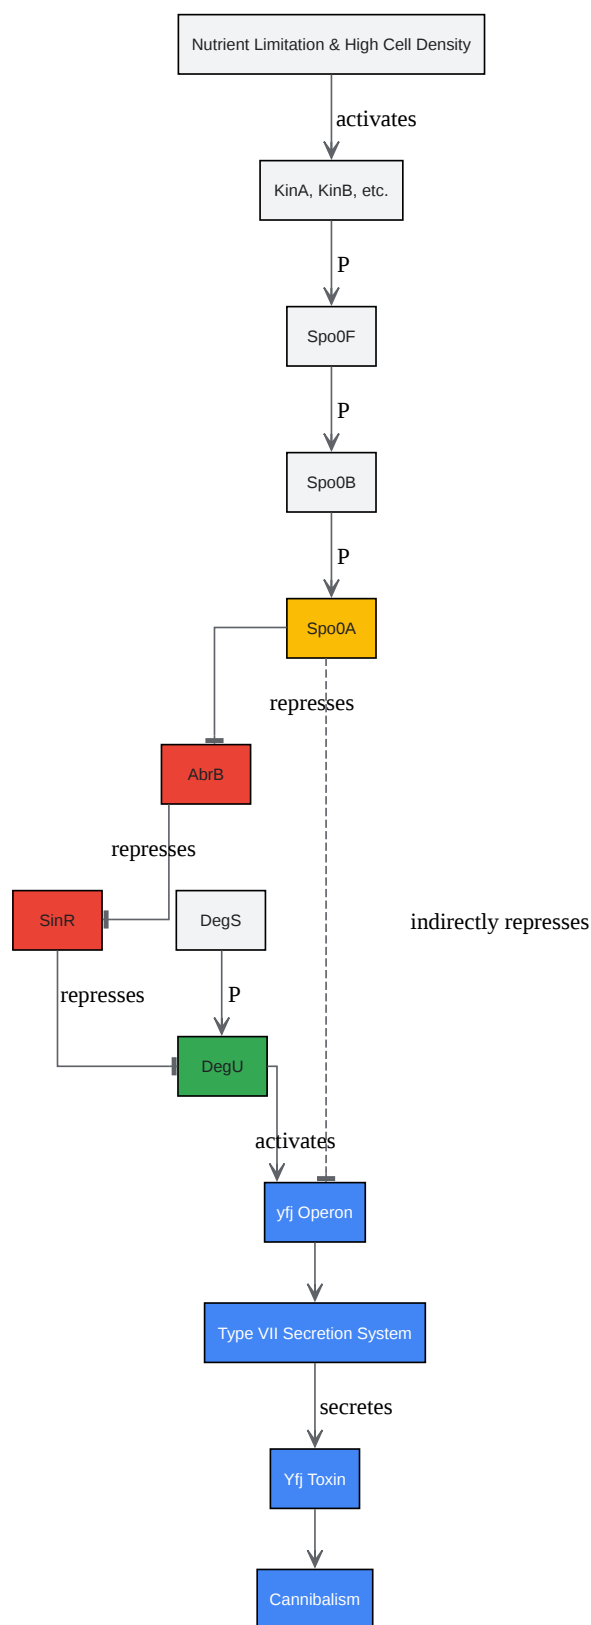 Nutrient Limitation & High Cell Density
activates
KinA, KinB, etc.
P
Spo0F
P
Spo0B
P
Spo0A
represses
AbrB
represses
SinR
DegS
indirectly represses
represses
P
DegU
activates
yfj Operon
Type VII Secretion System
secretes
Yfj Toxin
Cannibalism